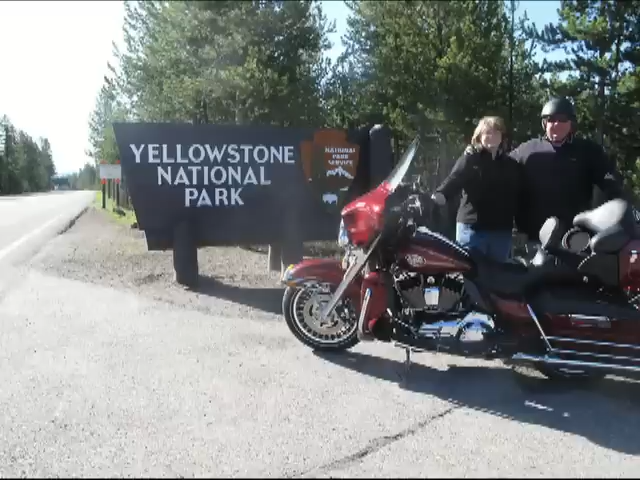 YELLOWSTONE
NATIONAL
PARK
NATIONAL
PARK
SERVICE